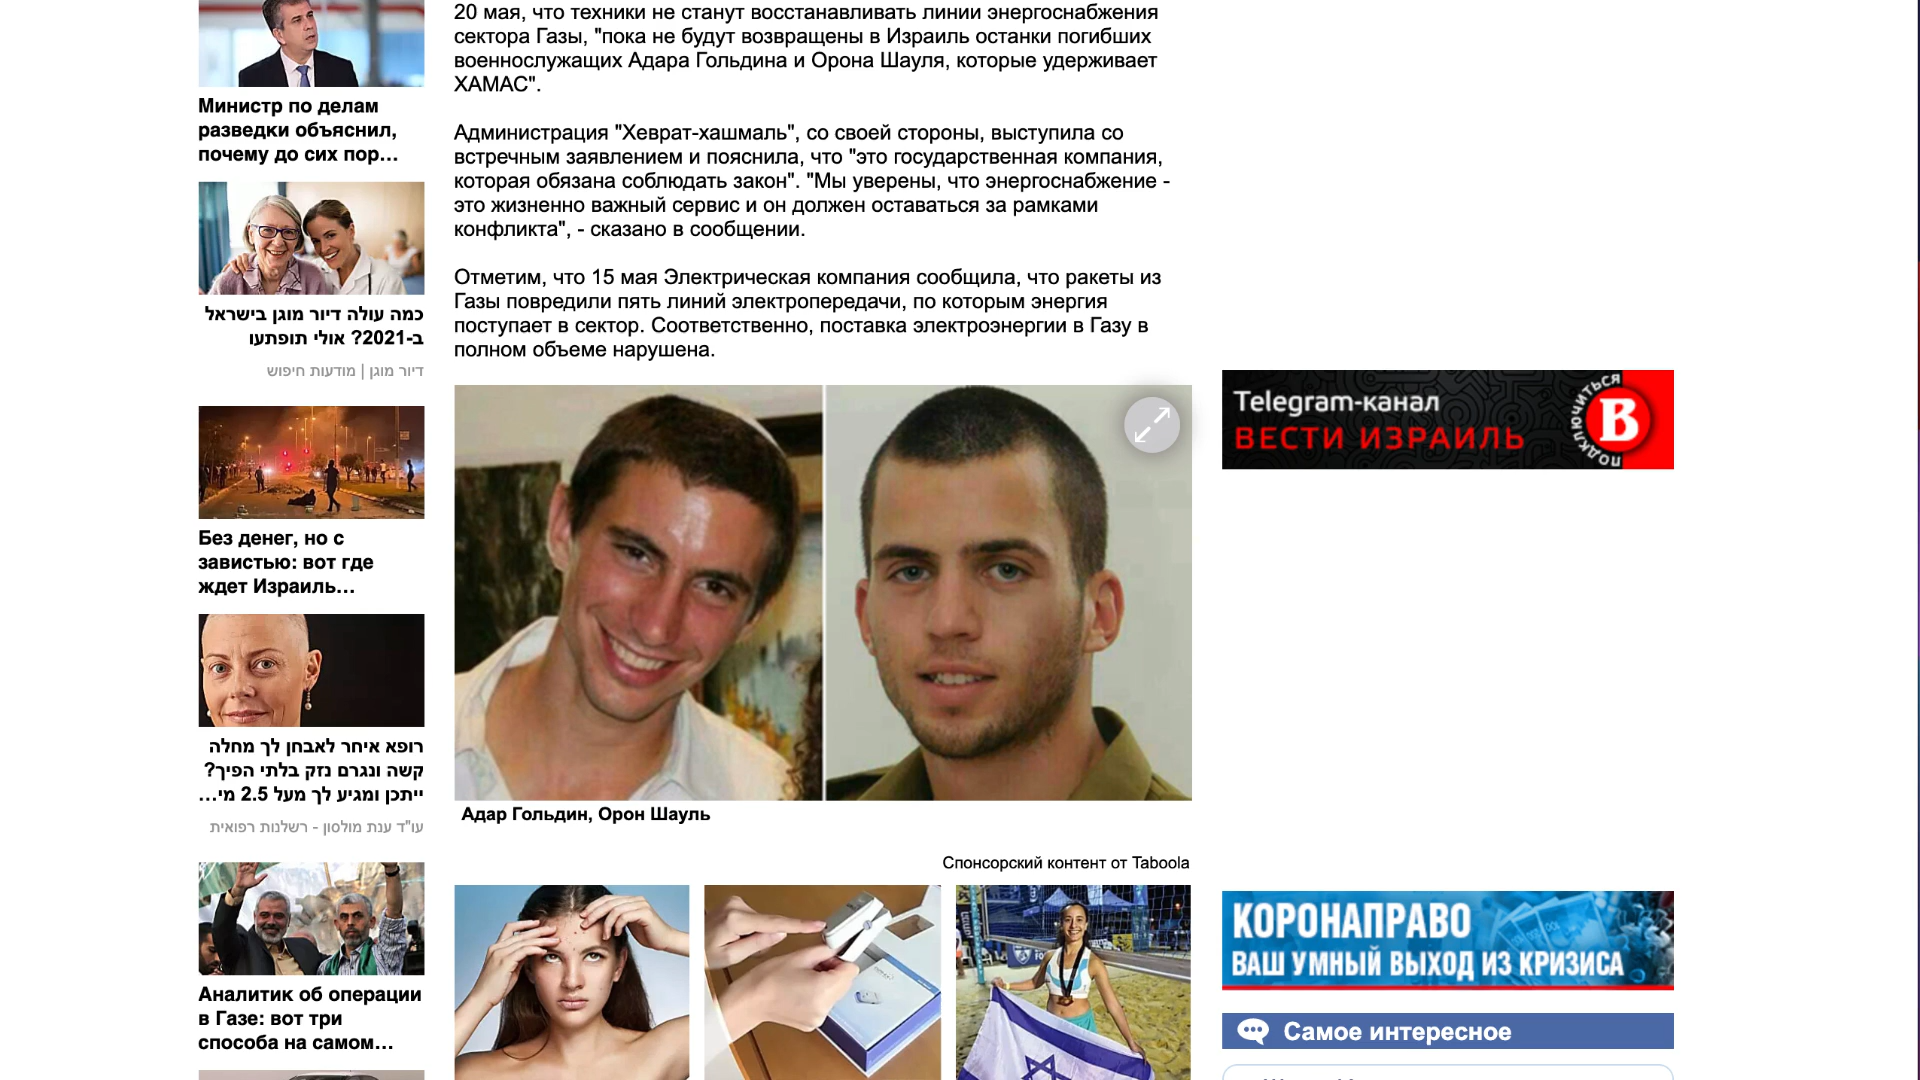 20 мая, что техники не станут восстанавливать линии энергоснабжения
сектора Газы, "пока не будут возвращены в Израиль останки погибших
военнослужащих Адара Гольдина и Орона Шауля, которые удерживает
ХАМАС".
Администрация "Хеврат-хашмаль", со своей стороны, выступила со
встречным заявлением и пояснила, что "это государственная компания,
которая обязана соблюдать закон". "Мы уверены, что энергоснабжение -
это жизненно важный сервис и он должен оставаться за рамками
конфликта", - сказано в сообщении.
Отметим, что 15 мая Электрическая компания сообщила, что ракеты из
Газы повредили пять линий электропередачи, по которым энергия
поступает в сектор. Соответственно, поставка электроэнергии в Газу в
полном объеме нарушена.
Адар Гольдин, Орон Шауль
Спонсорский контент от Taboola
Министр по делам
разведки объяснил,
почему до сих пор...
כמה עולה דיור מוגן בישראל
ב-2021? אולי תופתעו
דיור מוגן | מודעות חיפוש
Без денег, но с
завистью: вот где
ждет Израиль...
רופא איחר לאבחן לך מחלה
קשה ונגרם נזק בלתי הפיך?
ייתכן ומגיע לך מעל 2.5 מי...
עו"ד ענת מולסון - רשלנות רפואית
Аналитик об операции
в Газе: вот три
способа на самом...
Telegram-канал
ВЕСТИ ИЗРАИЛЬ
ПОДКЛЮЧИТЬСЯ
В
КОРОНАПРАВО
ВАШ УМНЫЙ ВЫХОД ИЗ КРИЗИСА
Самое интересное